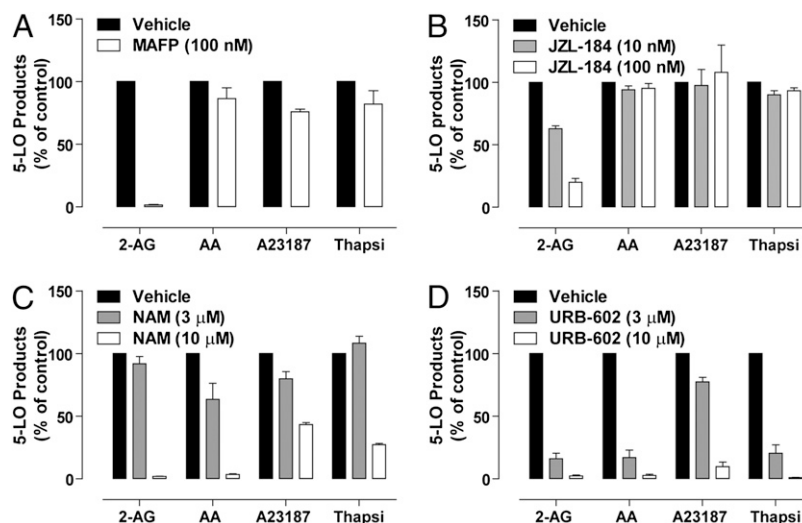 A
Vehicle
MAFP (100 nM)
150
100
50
0
5-LO Products
(% of control)
2-AG AA A23187 Thapsi
B
Vehicle
JZL-184 (10 nM)
JZL-184 (100 nM)
150
100
50
0
5-LO products
(% of control)
2-AG AA A23187 Thapsi
C
Vehicle
NAM (3 μM)
NAM (10 μM)
150
100
50
0
5-LO Products
(% of control)
2-AG AA A23187 Thapsi
D
Vehicle
URB-602 (3 μM)
URB-602 (10 μM)
150
100
50
0
5-LO Products
(% of control)
2-AG AA A23187 Thapsi